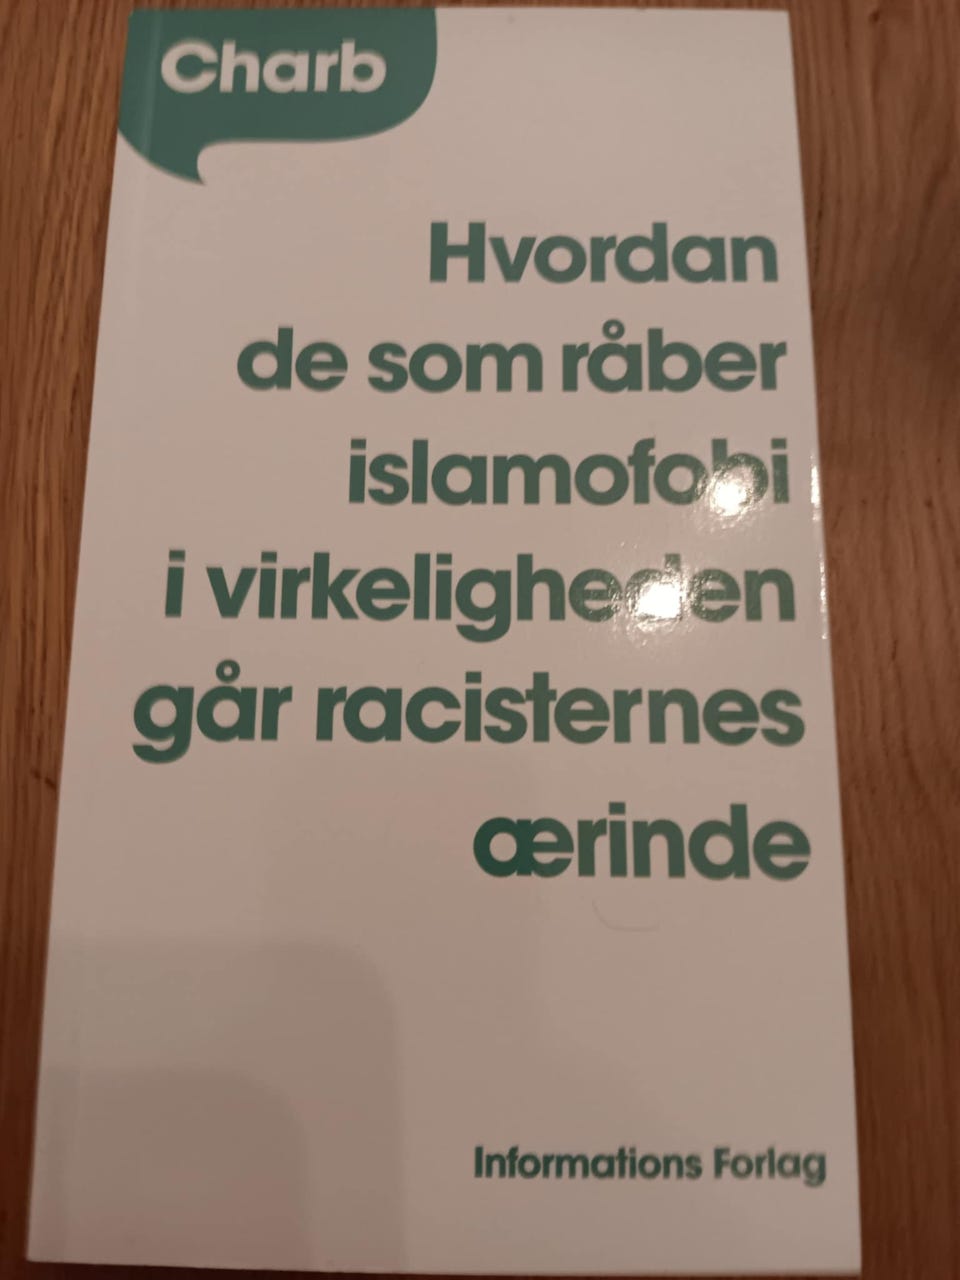 Charb
Hvordan
de som råber
islamofobi
i virkeligheden
går racisternes
ærinde
Informations Forlag